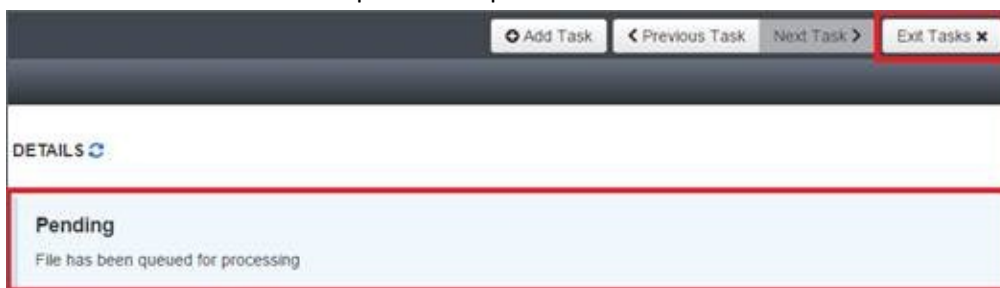 Add Task Previous Task Next Task Exit Tasks
DETAILS
Pending
File has been queued for processing